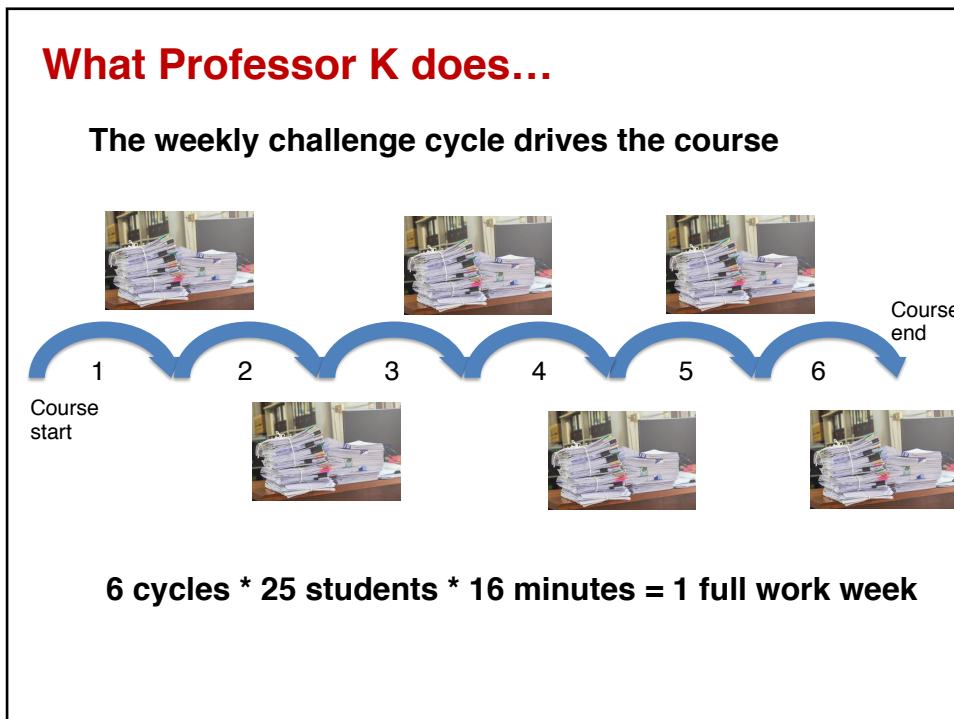 What Professor K does…
The weekly challenge cycle drives the course
Course
end
1 2 3 4 5 6
Course
start
6 cycles * 25 students * 16 minutes = 1 full work week